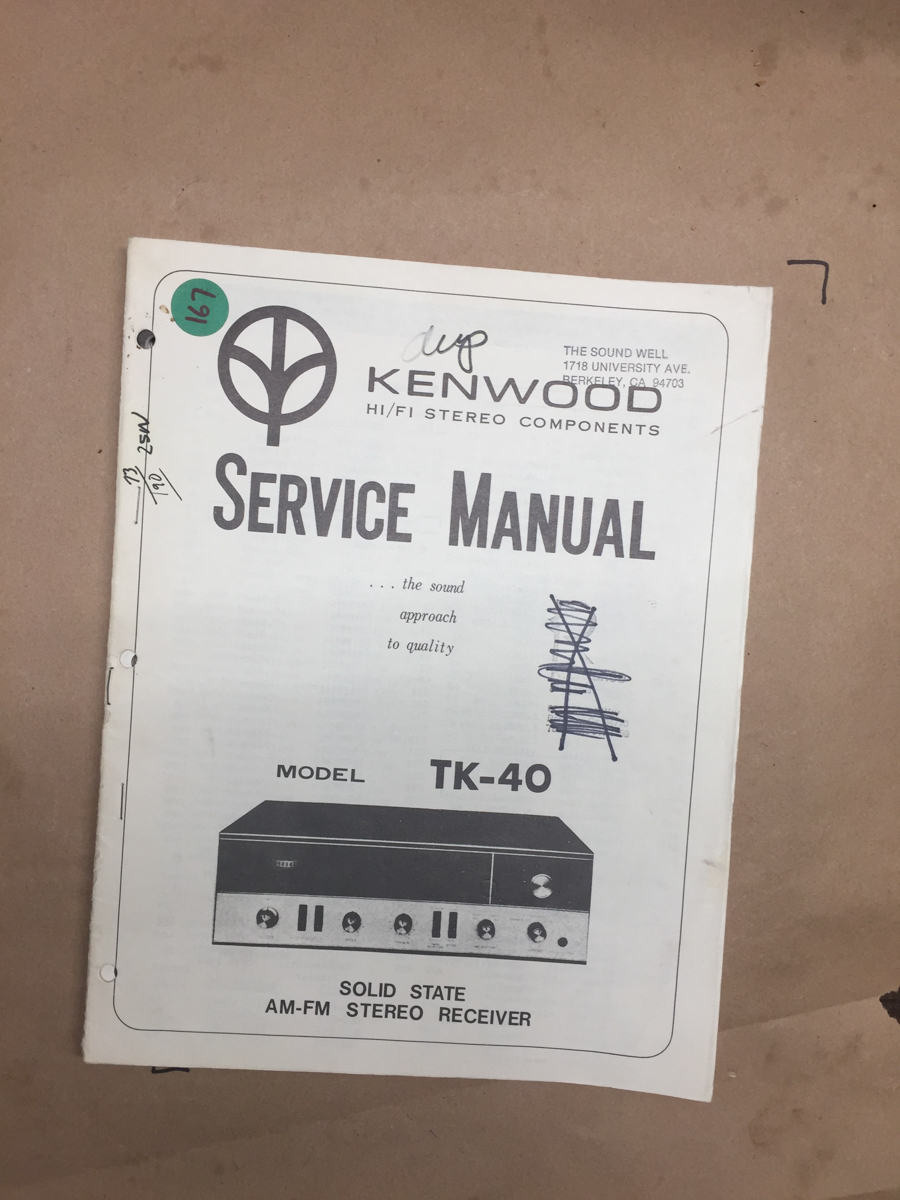 167
dup
THE SOUND WELL
1718 UNIVERSITY AVE.
BERKELEY, CA 94703
KENWOOD
HI/FI STEREO COMPONENTS
SERVICE MANUAL
. . . the sound
approach
to quality
MODEL TK-40
SOLID STATE
AM-FM STEREO RECEIVER